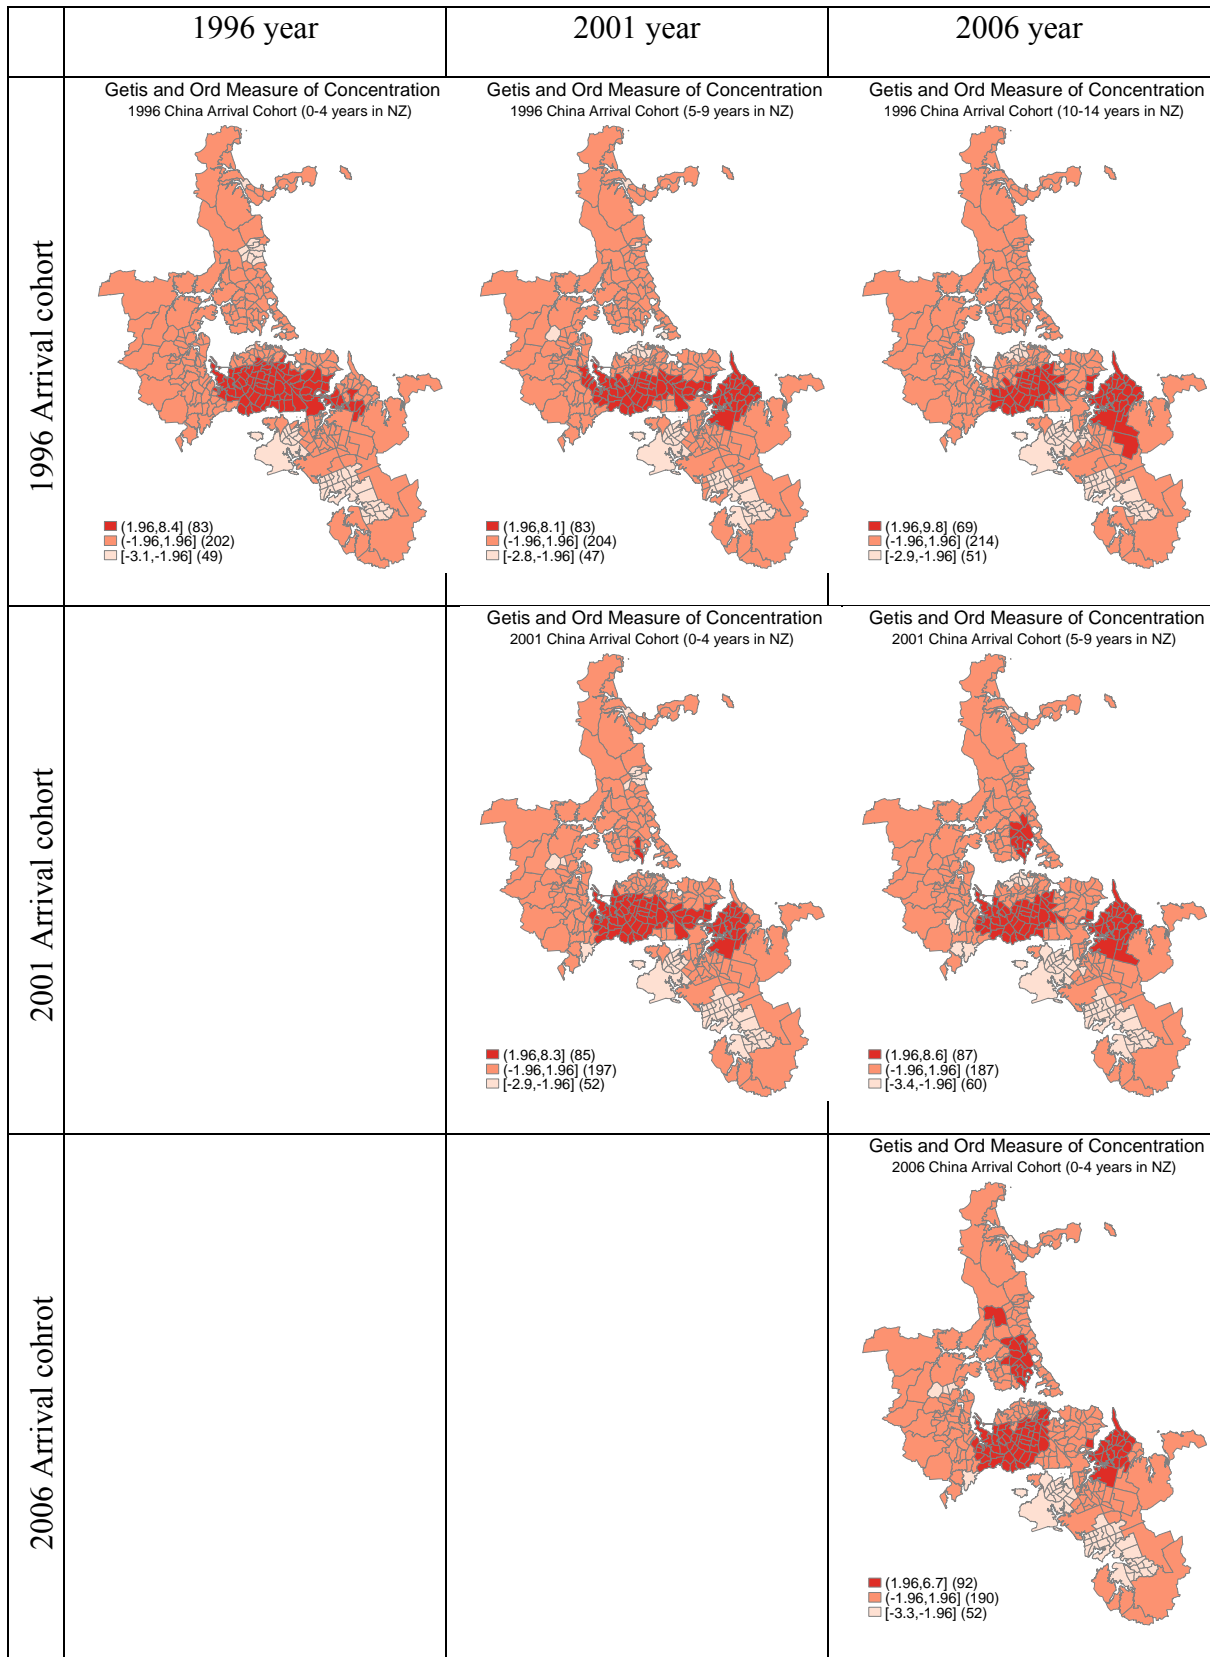 1996 year
2001 year
2006 year
1996 Arrival cohort
Getis and Ord Measure of Concentration
1996 China Arrival Cohort (0-4 years in NZ)
(1.96,8.4] (83)
(-1.96,1.96] (202)
[-3.1,-1.96] (49)
Getis and Ord Measure of Concentration
1996 China Arrival Cohort (5-9 years in NZ)
(1.96,8.1] (83)
(-1.96,1.96] (204)
[-2.8,-1.96] (47)
Getis and Ord Measure of Concentration
1996 China Arrival Cohort (10-14 years in NZ)
(1.96,9.8] (69)
(-1.96,1.96] (214)
[-2.9,-1.96] (51)
2001 Arrival cohort
Getis and Ord Measure of Concentration
2001 China Arrival Cohort (0-4 years in NZ)
(1.96,8.3] (85)
(-1.96,1.96] (197)
[-2.9,-1.96] (52)
Getis and Ord Measure of Concentration
2001 China Arrival Cohort (5-9 years in NZ)
(1.96,8.6] (87)
(-1.96,1.96] (187)
[-3.4,-1.96] (60)
2006 Arrival cohrot
Getis and Ord Measure of Concentration
2006 China Arrival Cohort (0-4 years in NZ)
(1.96,6.7] (92)
(-1.96,1.96] (190)
[-3.3,-1.96] (52)